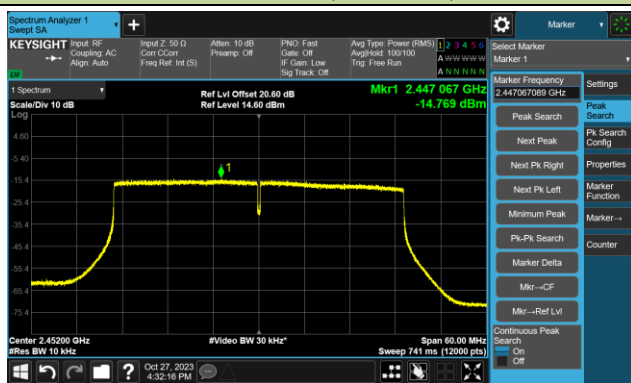 Spectrum Analyzer 1
Swept SA
+
Marker
KEYSIGHT
Input: RF
Coupling: AC
Align: Auto
Input Z: 50 Ω
Corr CCorr
Freq Ref: Int (S)
Atten: 10 dB
Preamp: Off
PNO: Fast
Gate: Off
IF Gain: Low
Sig Track: Off
Avg Type: Power (RMS)
Avg|Hold: 100/100
Trig: Free Run
1 2 3 4 5 6
A W W W W W
A N N N N N
LXI
Select Marker
Marker 1
1 Spectrum
Scale/Div 10 dB
Log
Ref Lvl Offset 20.60 dB
Ref Level 14.60 dBm
Mkr1 2.447 067 GHz
-14.769 dBm
4.60
-5.40
-15.4
-25.4
-35.4
-45.4
-55.4
-65.4
-75.4
1
Center 2.45200 GHz
#Res BW 10 kHz
#Video BW 30 kHz*
Span 60.00 MHz
Sweep 741 ms (12000 pts)
Marker Frequency
2.447067089 GHz
Peak Search
Next Peak
Next Pk Right
Next Pk Left
Minimum Peak
Pk-Pk Search
Marker Delta
Mkr→CF
Mkr→Ref Lvl
Continuous Peak
Search
On
Off
Settings
Peak
Search
Pk Search
Config
Properties
Marker
Function
Marker→
Counter
?
Oct 27, 2023
4:32:16 PM